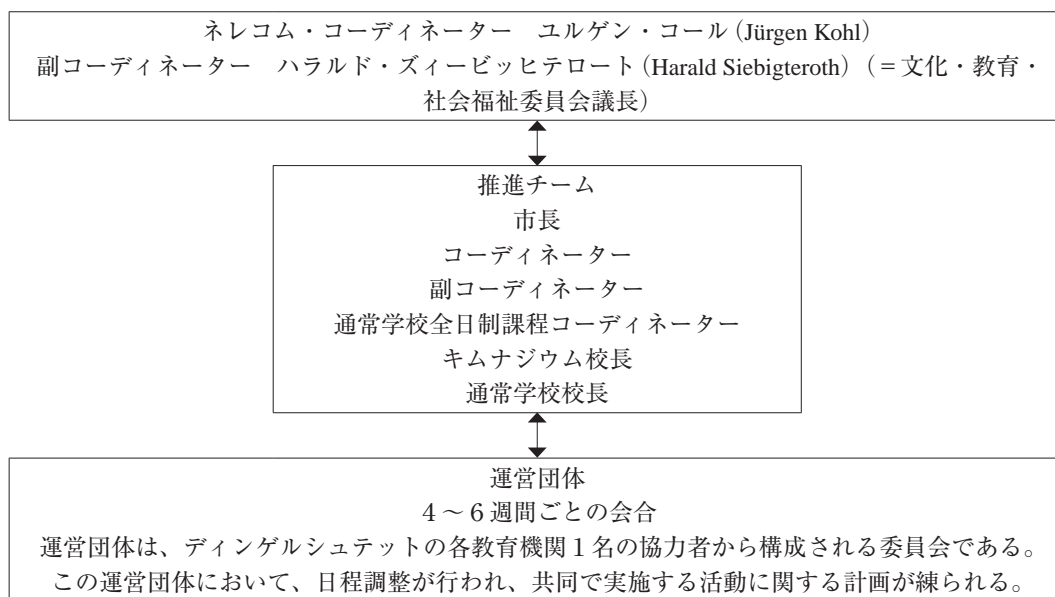 ネレコム・コーディネーター　ユルゲン・コール（Jürgen Kohl）
副コーディネーター　ハラルド・ズィービッヒテロート（Harald Siebigteroth）（＝文化・教育・
社会福祉委員会議長）
推進チーム
市長
コーディネーター
副コーディネーター
通常学校全日制課程コーディネーター
キムナジウム校長
通常学校校長
運営団体
４～６週間ごとの会合
運営団体は、ディンゲルシュテットの各教育機関１名の協力者から構成される委員会である。
この運営団体において、日程調整が行われ、共同で実施する活動に関する計画が練られる。